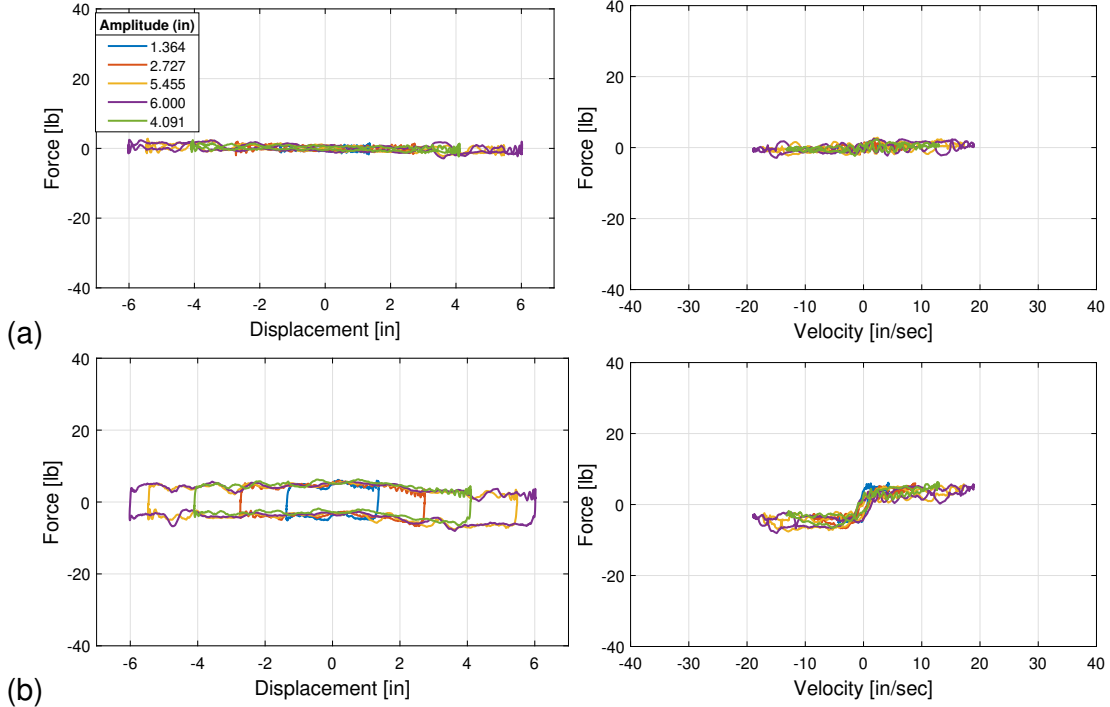 Amplitude (in)
1.364
2.727
5.455
6.000
4.091
40
20
0
-20
-40
Force [lb]
-6 -4 -2 0 2 4 6
Displacement [in]
40
20
0
-20
-40
Force [lb]
-40 -30 -20 -10 0 10 20 30 40
Velocity [in/sec]
(a)
40
20
0
-20
-40
Force [lb]
-6 -4 -2 0 2 4 6
Displacement [in]
40
20
0
-20
-40
Force [lb]
-40 -30 -20 -10 0 10 20 30 40
Velocity [in/sec]
(b)